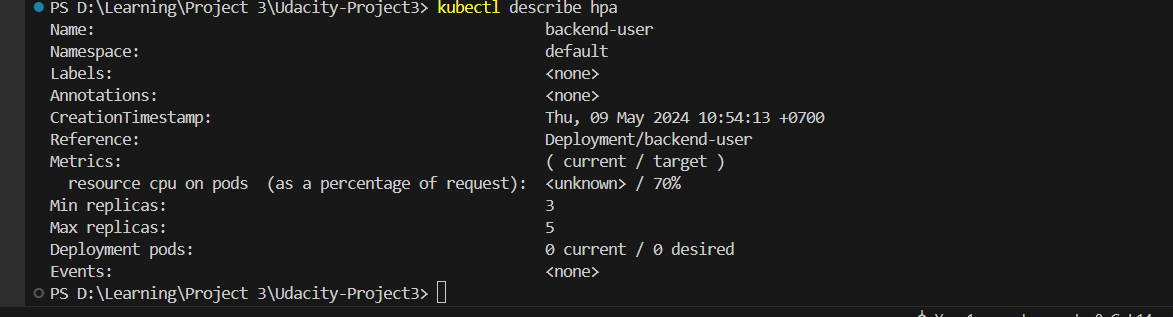 PS D:\Learning\Project 3\Udacity-Project3> kubectl describe hpa
Name: backend-user
Namespace: default
Labels: <none>
Annotations: <none>
CreationTimestamp: Thu, 09 May 2024 10:54:13 +0700
Reference: Deployment/backend-user
Metrics: ( current / target )
  resource cpu on pods  (as a percentage of request): <unknown> / 70%
Min replicas: 3
Max replicas: 5
Deployment pods: 0 current / 0 desired
Events: <none>
PS D:\Learning\Project 3\Udacity-Project3>